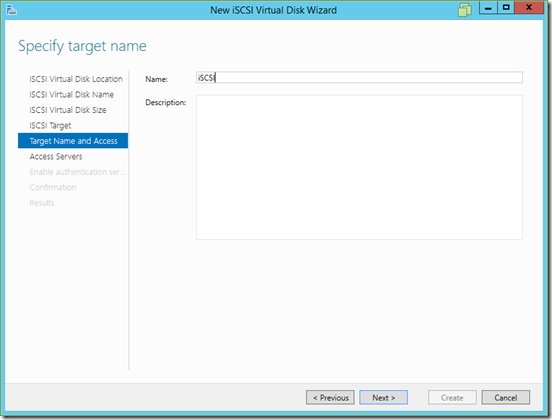 New iSCSI Virtual Disk Wizard
Specify target name
iSCSI Virtual Disk Location
iSCSI Virtual Disk Name
iSCSI Virtual Disk Size
iSCSI Target
Target Name and Access
Access Servers
Enable authentication ser...
Confirmation
Results
Name:
iSCSI
Description:
< Previous
Next >
Create
Cancel